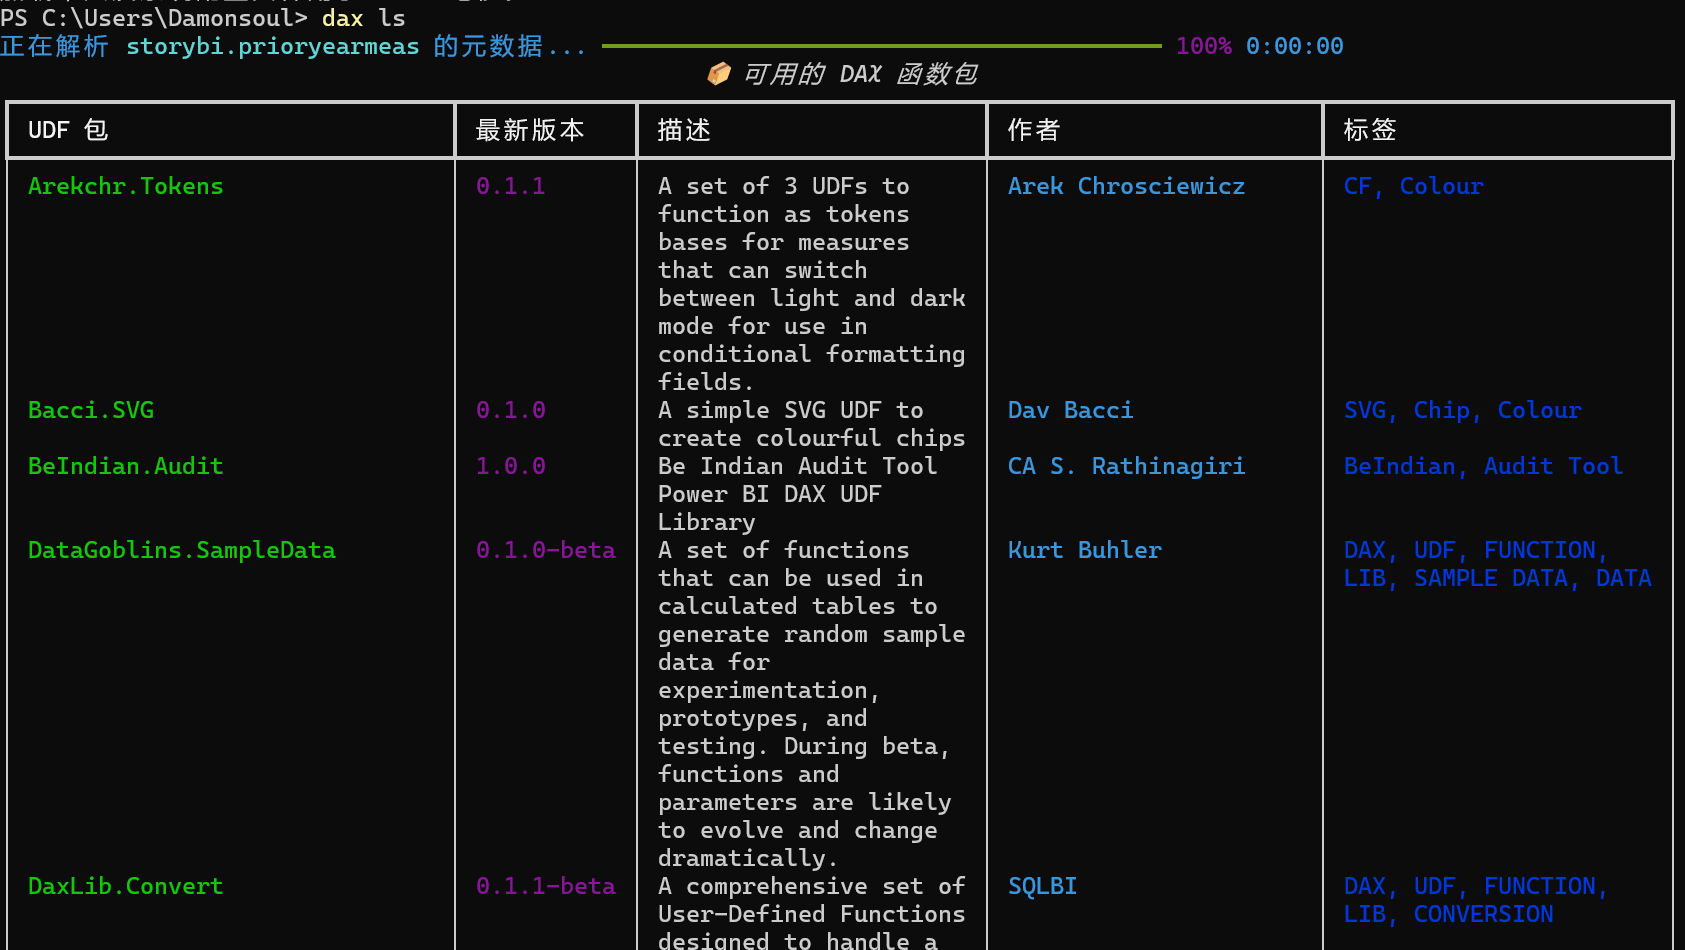 PS C:\Users\Damonsoul> dax ls
正在解析 storybi.prioryearmeas 的元数据... 100% 0:00:00
可用的 DAX 函数包
UDF 包 最新版本 描述 作者 标签
Arekchr.Tokens 0.1.1 A set of 3 UDFs to Arek Chrosciewicz CF, Colour
function as tokens
bases for measures
that can switch
between light and dark
mode for use in
conditional formatting
fields.
Bacci.SVG 0.1.0 A simple SVG UDF to Dav Bacci SVG, Chip, Colour
create colourful chips
BeIndian.Audit 1.0.0 Be Indian Audit Tool CA S. Rathinagiri BeIndian, Audit Tool
Power BI DAX UDF
Library
DataGoblins.SampleData 0.1.0-beta A set of functions Kurt Buhler DAX, UDF, FUNCTION,
that can be used in LIB, SAMPLE DATA, DATA
calculated tables to
generate random sample
data for
experimentation,
prototypes, and
testing. During beta,
functions and
parameters are likely
to evolve and change
dramatically.
DaxLib.Convert 0.1.1-beta A comprehensive set of SQLBI DAX, UDF, FUNCTION,
User-Defined Functions LIB, CONVERSION
designed to handle a